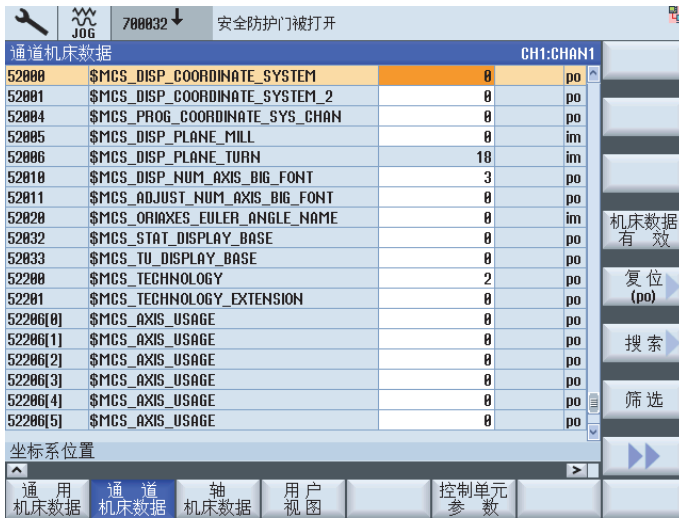 JOG
700032
安全防护门被打开
通道机床数据 CH1:CHAN1
52000 $MCS_DISP_COORDINATE_SYSTEM 0 po
52001 $MCS_DISP_COORDINATE_SYSTEM_2 0 po
52004 $MCS_PROG_COORDINATE_SYS_CHAN 0 po
52005 $MCS_DISP_PLANE_MILL 0 im
52006 $MCS_DISP_PLANE_TURN 18 im
52010 $MCS_DISP_NUM_AXIS_BIG_FONT 3 po
52011 $MCS_ADJUST_NUM_AXIS_BIG_FONT 0 po
52020 $MCS_ORIAXES_EULER_ANGLE_NAME 0 im
52032 $MCS_STAT_DISPLAY_BASE 0 po
52033 $MCS_TU_DISPLAY_BASE 0 po
52200 $MCS_TECHNOLOGY 2 po
52201 $MCS_TECHNOLOGY_EXTENSION 0 po
52206[0] $MCS_AXIS_USAGE 0 po
52206[1] $MCS_AXIS_USAGE 0 po
52206[2] $MCS_AXIS_USAGE 0 po
52206[3] $MCS_AXIS_USAGE 0 po
52206[4] $MCS_AXIS_USAGE 0 po
52206[5] $MCS_AXIS_USAGE 0 po
坐标系位置
机床数据
有 效
复位
(po)
搜索
筛选
通 用
机床数据
通 道
机床数据
轴
机床数据
用户
视图
控制单元
参 数